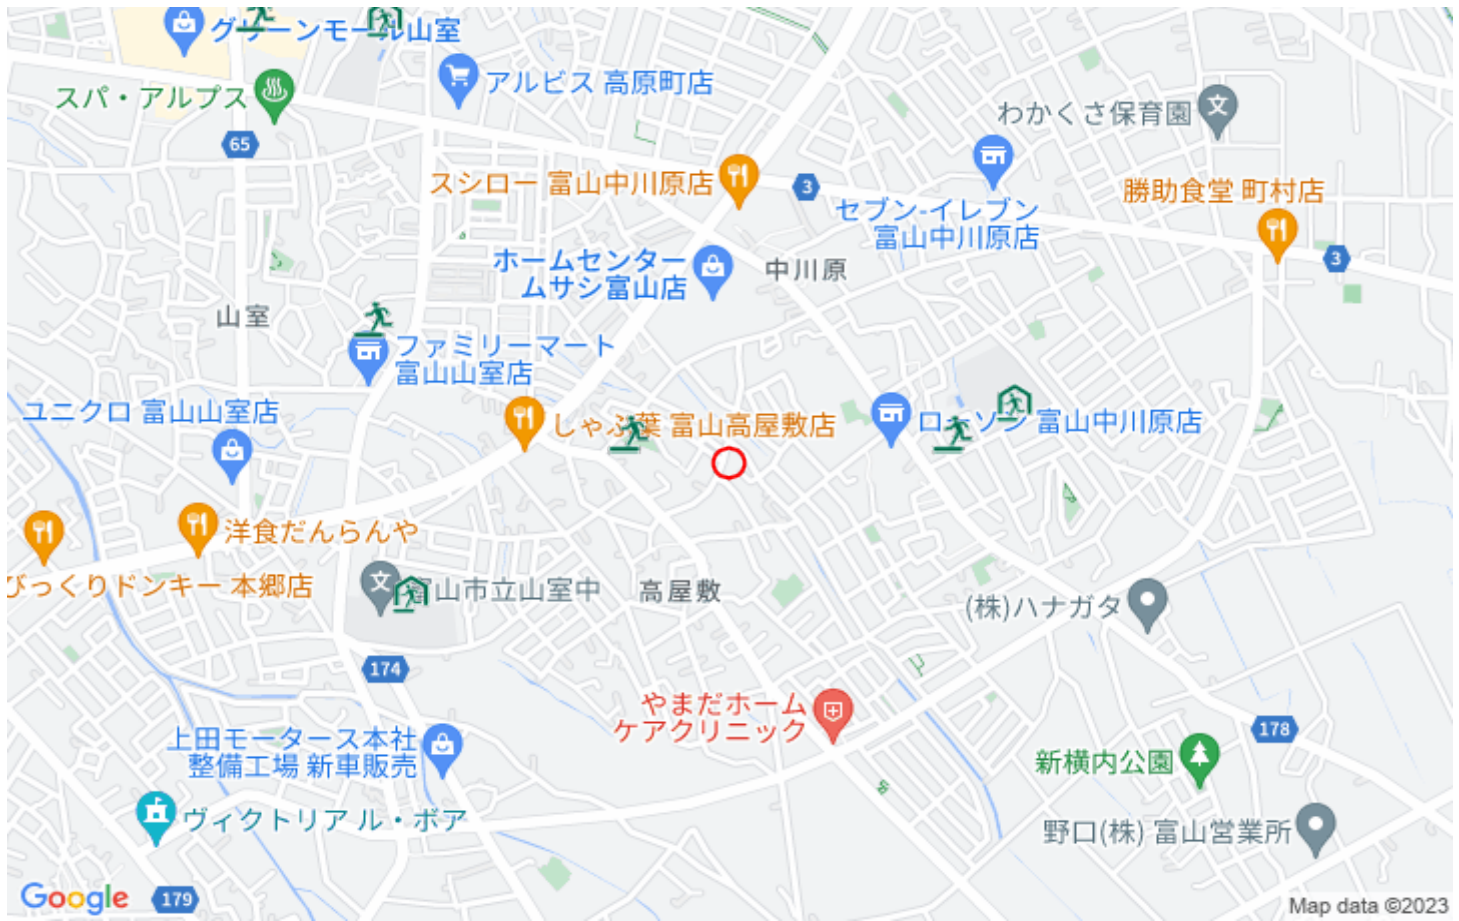 グリーンモール山室
アルビス 高原町店
スパ・アルプス
わかくさ保育園
65
スシロー 富山中川原店
3
勝助食堂 町村店
セブン-イレブン
富山中川原店
ホームセンター
ムサシ富山店
中川原
3
山室
ファミリーマート
富山山室店
ユニクロ 富山山室店
しゃぶ葉 富山高屋敷店
ローソン 富山中川原店
洋食だんらんや
びっくりドンキー 本郷店
富山市立山室中
高屋敷
(株)ハナガタ
174
やまだホーム
ケアクリニック
178
上田モータース本社
整備工場 新車販売
新横内公園
ヴィクトリア ル・ボア
野口(株) 富山営業所
Google
179
Map data ©2023